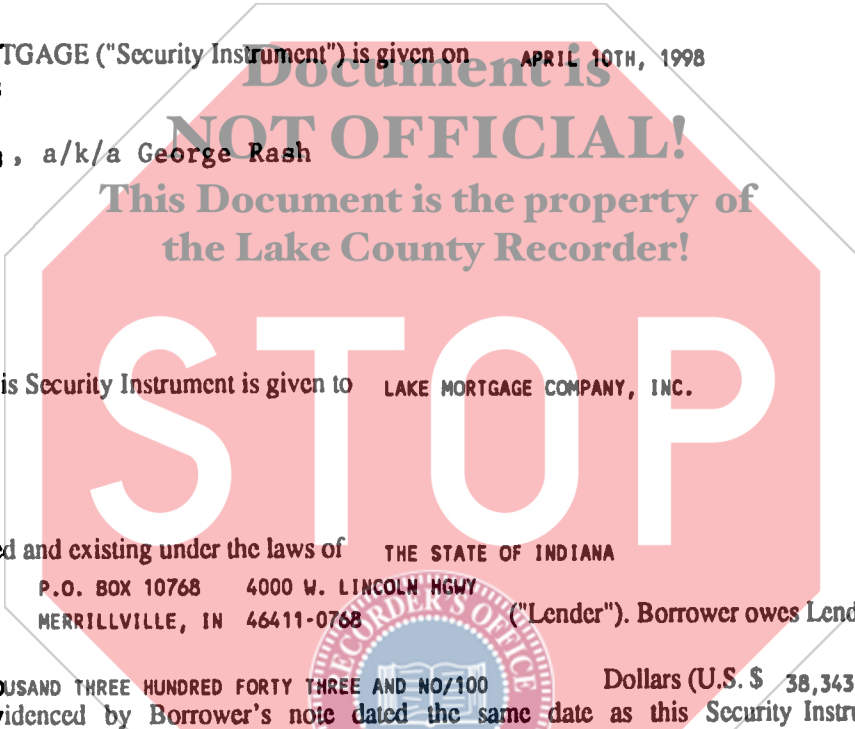 TGAGE ("Security Instrument") is given on APRIL 10TH, 1998
Document is
NOT OFFICIAL!
, a/k/a George Rash
This Document is the property of
the Lake County Recorder!
STOP
is Security Instrument is given to LAKE MORTGAGE COMPANY, INC.
d and existing under the laws of THE STATE OF INDIANA
P.O. BOX 10768 4000 W. LINCOLN HGWY
MERRILLVILLE, IN 46411-0768 ("Lender"). Borrower owes Lend
RECORDER'S OFFICE
OUSAND THREE HUNDRED FORTY THREE AND NO/100 Dollars (U.S. $ 38,343
videnced by Borrower's note dated the same date as this Security Instru